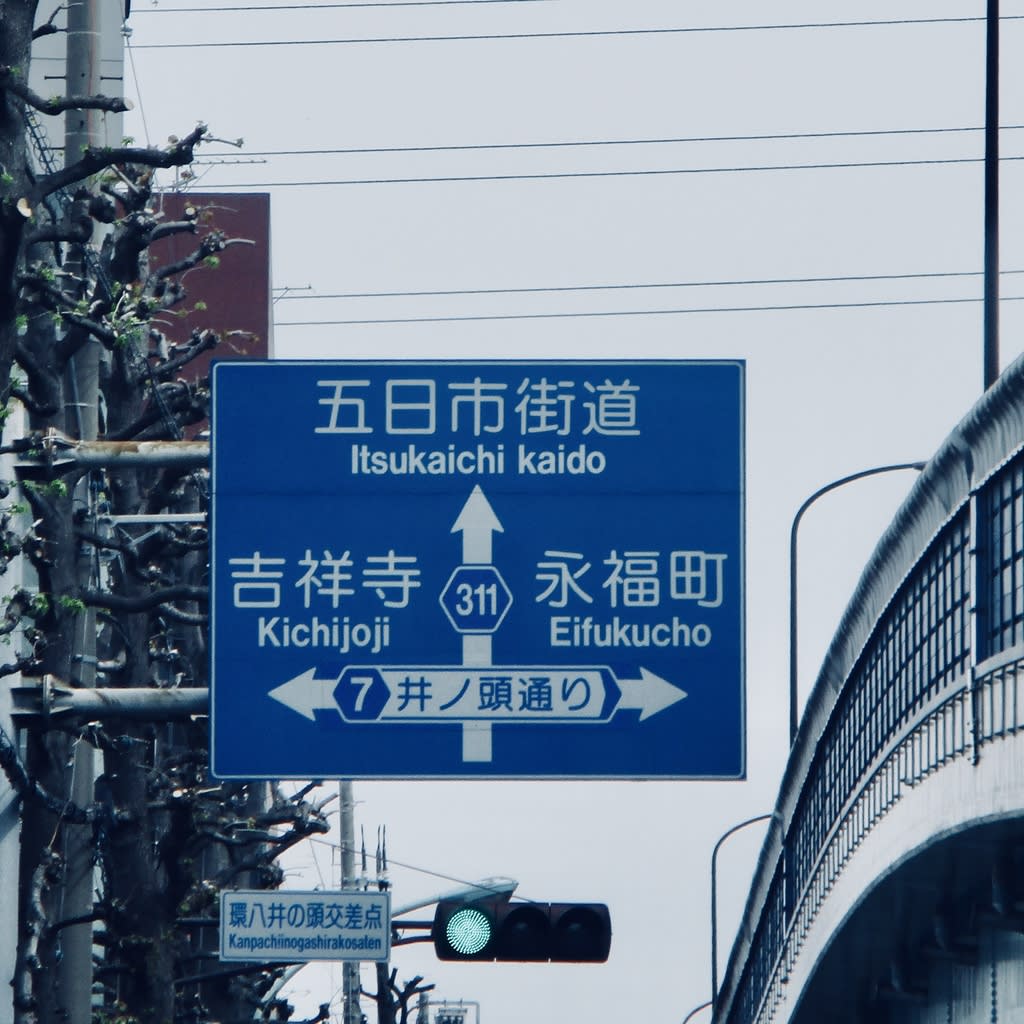 五日市街道
Itsukaichi kaido
吉祥寺
Kichijoji
311
永福町
Eifukucho
7 井ノ頭通り
環八井の頭交差点
Kanpachiinogashirakosaten